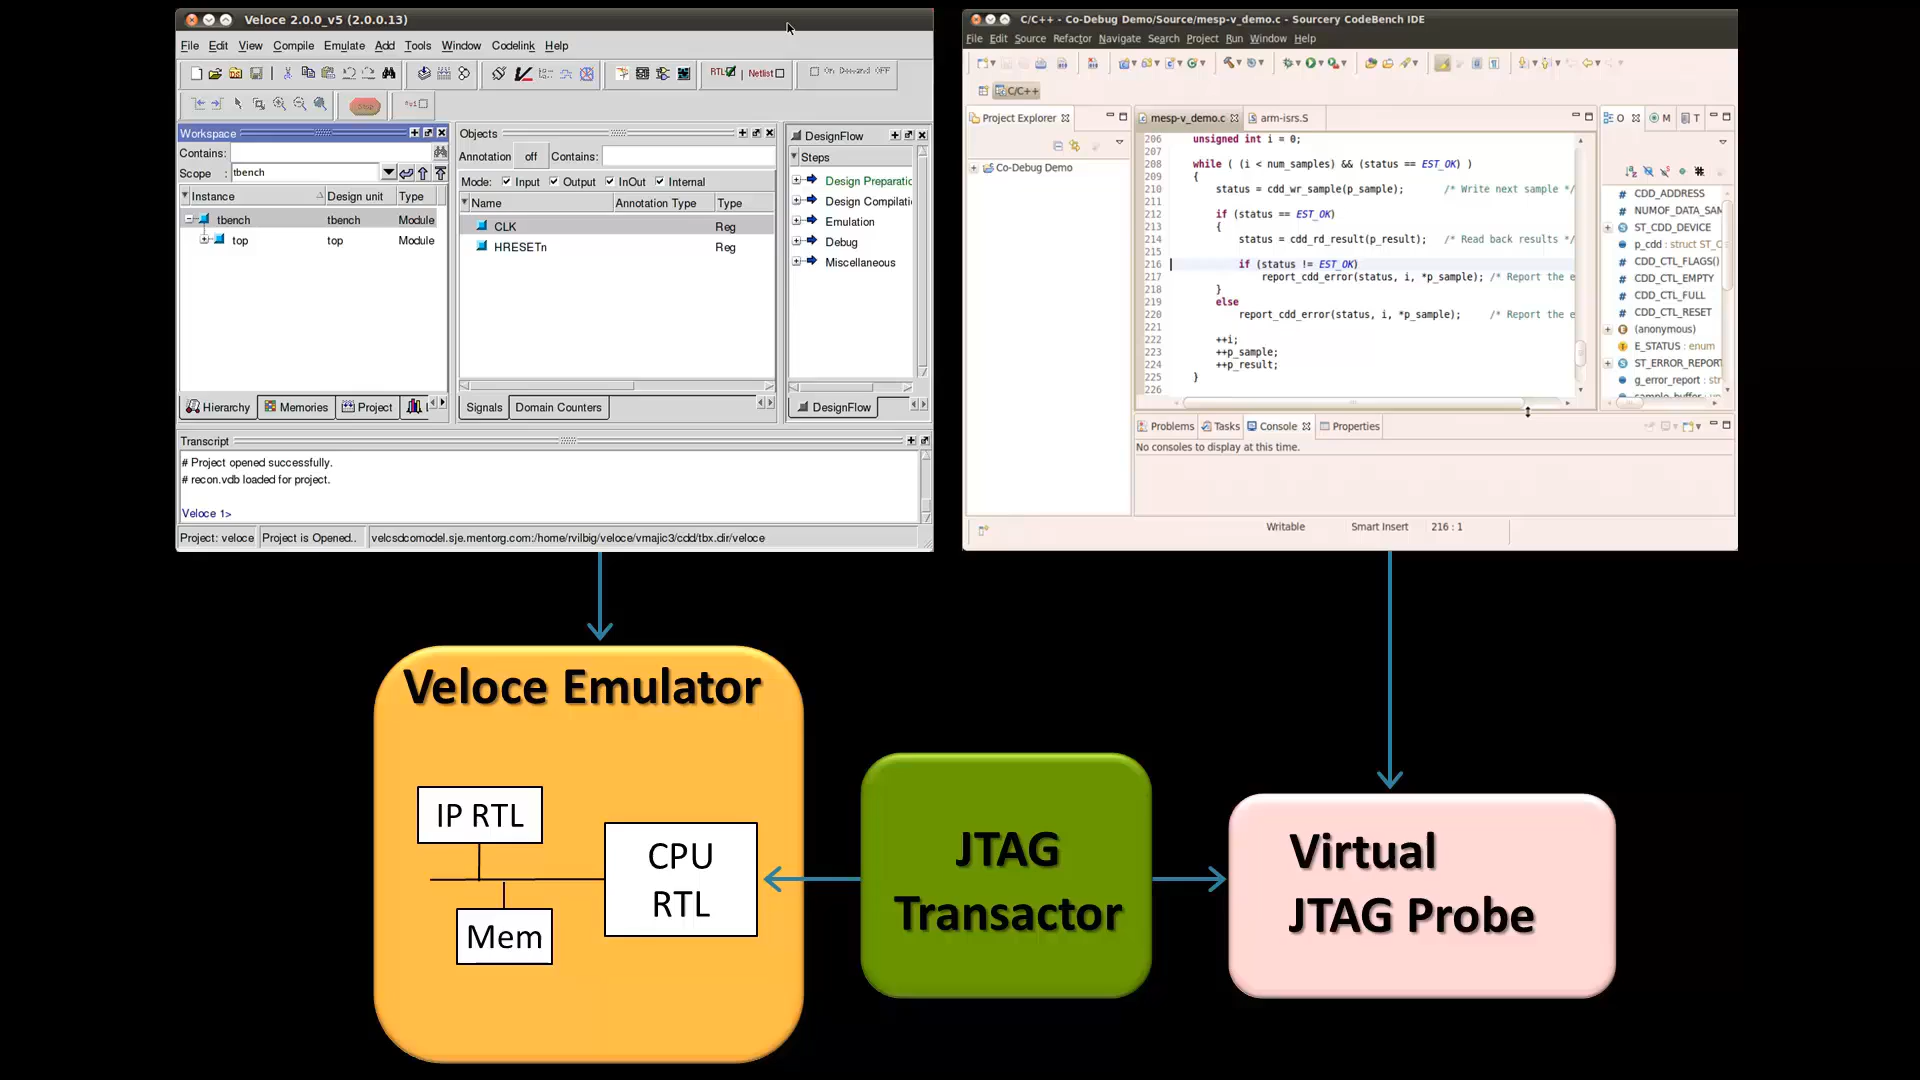 Veloce 2.0.0_v5 (2.0.0.13)
File Edit View Compile Emulate Add Tools Window Codelink Help
RTL Netlist On Demand OFF
Stop
Workspace
Contains:
Scope : tbench
Instance Design unit Type
tbench tbench Module
top top Module
Hierarchy Memories Project
Objects
Annotation off Contains:
Mode: Input Output InOut Internal
Name Annotation Type Type
CLK Reg
HRESETn Reg
Signals Domain Counters
DesignFlow
Steps
Design Preparatic
Design Compilati
Emulation
Debug
Miscellaneous
DesignFlow
Transcript
# Project opened successfully.
# recon.vdb loaded for project.
Veloce 1>
Project: veloce Project is Opened.. velcsdcomodel.sje.mentorg.com:/home/rvilbig/veloce/vmajic3/cdd/tbx.dir/veloce
C/C++ - Co-Debug Demo/Source/mesp-v_demo.c - Sourcery CodeBench IDE
File Edit Source Refactor Navigate Search Project Run Window Help
C/C++
Project Explorer
Co-Debug Demo
mesp-v_demo.c arm-isrs.S
206 unsigned int i = 0;
207
208 while ( (i < num_samples) && (status == EST_OK) )
209 {
210 status = cdd_wr_sample(p_sample); /* Write next sample */
211
212 if (status == EST_OK)
213 {
214 status = cdd_rd_result(p_result); /* Read back results */
215
216 if (status != EST_OK)
217 report_cdd_error(status, i, *p_sample); /* Report the e
218 }
219 else
220 report_cdd_error(status, i, *p_sample); /* Report the e
221
222 ++i;
223 ++p_sample;
224 ++p_result;
225 }
226
O M T
CDD_ADDRESS
NUMOF_DATA_SAM
ST_CDD_DEVICE
p_cdd : struct ST_C
CDD_CTL_FLAGS()
CDD_CTL_EMPTY
CDD_CTL_FULL
CDD_CTL_RESET
(anonymous)
E_STATUS : enum
ST_ERROR_REPORT
g_error_report : str
Problems Tasks Console Properties
No consoles to display at this time.
Writable Smart Insert 216 : 1
Veloce Emulator
IP RTL
CPU
RTL
Mem
JTAG
Transactor
Virtual
JTAG Probe